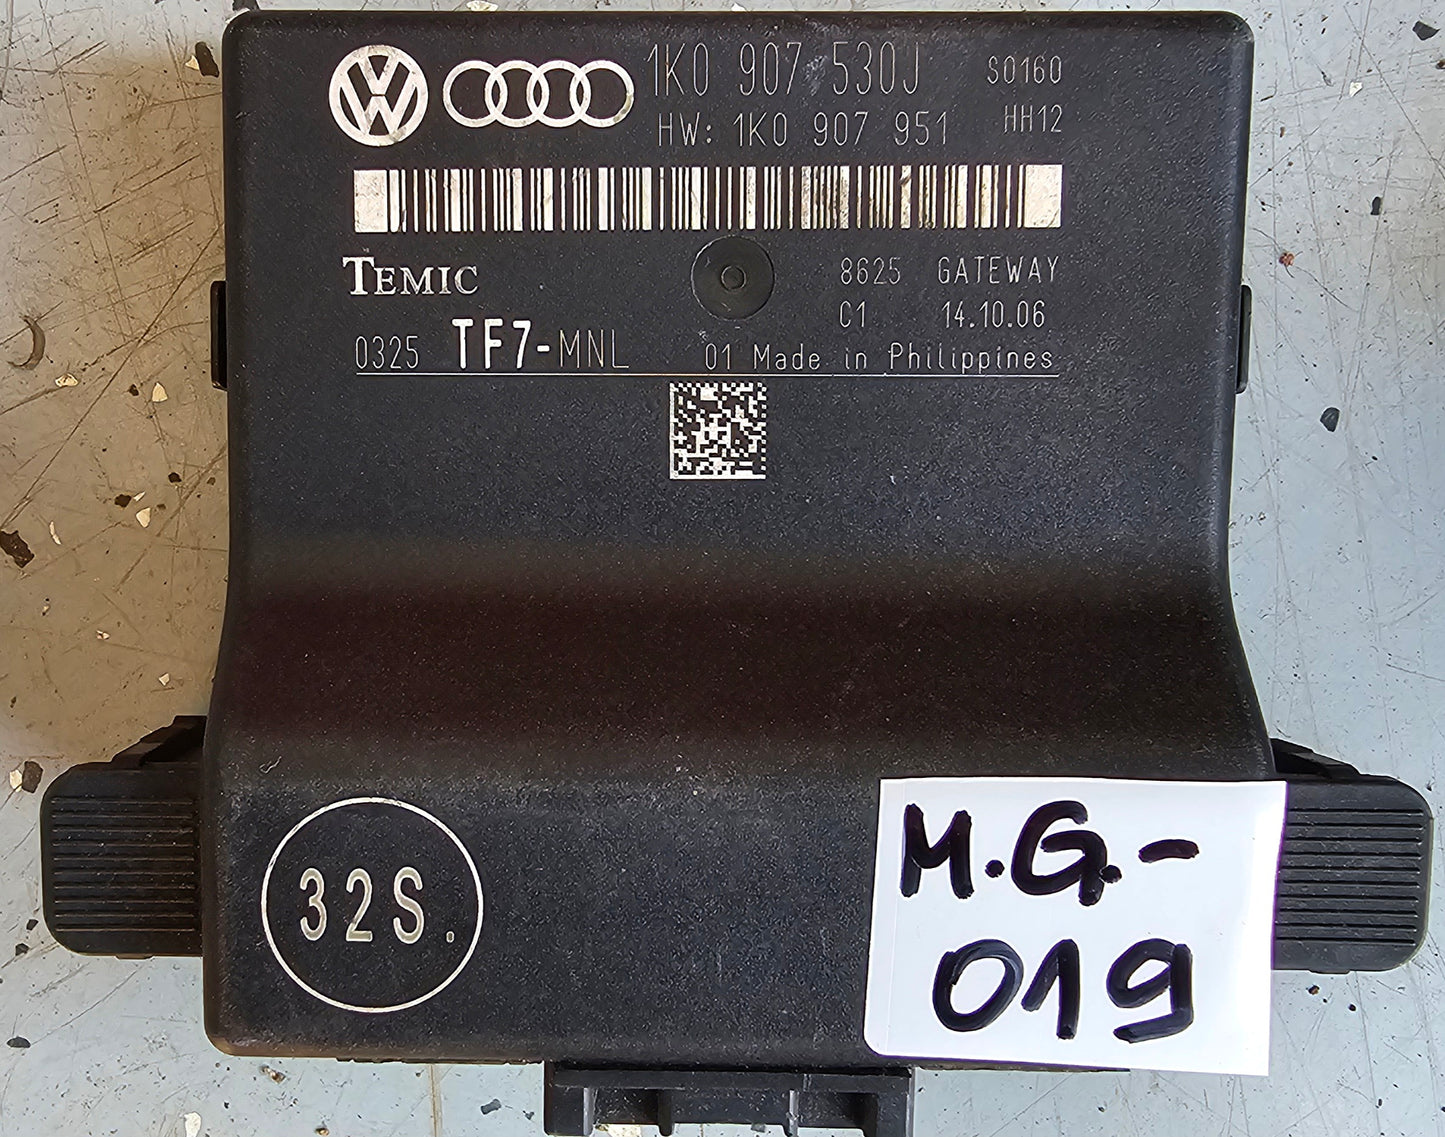 1K0 907 530J S0160
HW: 1K0 907 951 HH12
TEMIC
8625 GATEWAY
C1 14.10.06
0325 TF7-MNL 01 Made in Philippines
32S.
M.G.-
019